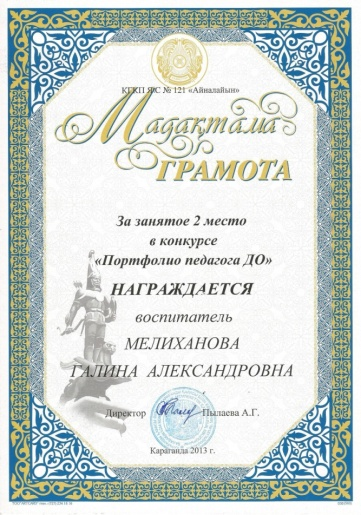 КГКП Я/С № 121 «Айналайын»
Мадақтама
ГРАМОТА
За занятое 2 место
в конкурсе
«Портфолио педагога ДО»
НАГРАЖДАЕТСЯ
воспитатель
МЕЛИХАНОВА
ГАЛИНА АЛЕКСАНДРОВНА
Директор Пылаева А.Г.
Караганда 2013 г.